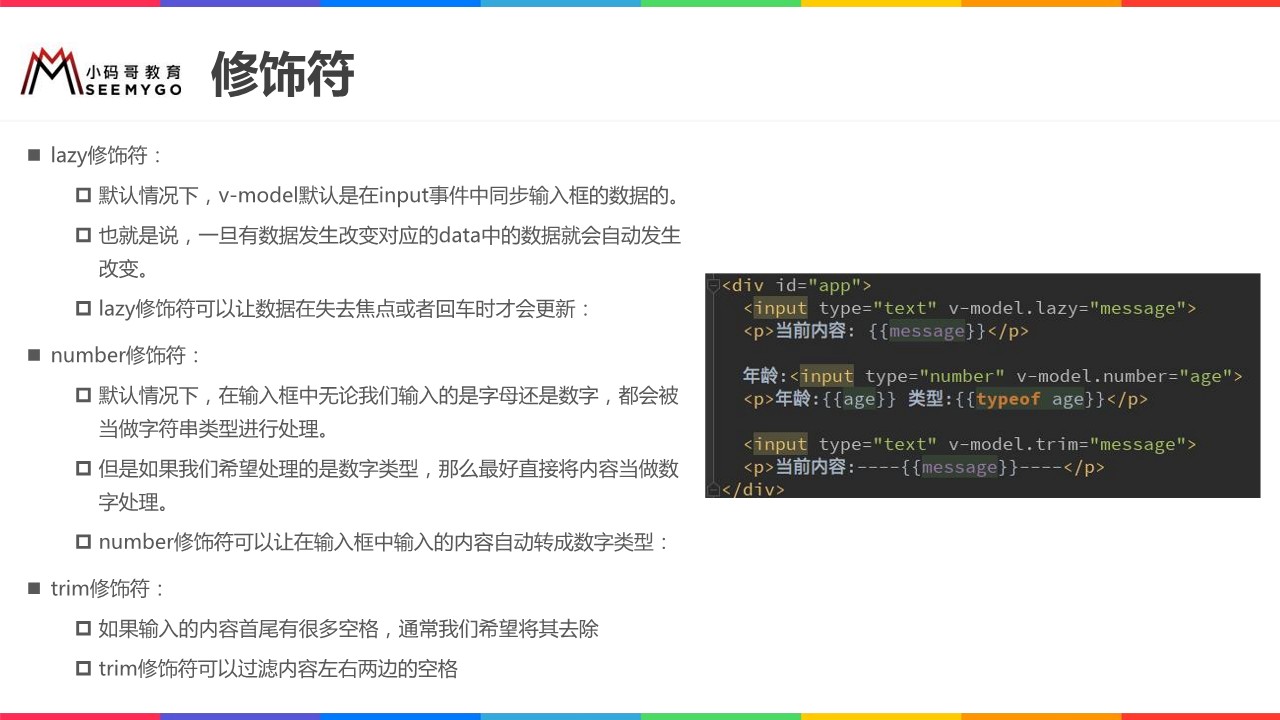 小码哥教育
SEEMYGO
修饰符
lazy修饰符：
默认情况下，v-model默认是在input事件中同步输入框的数据的。
也就是说，一旦有数据发生改变对应的data中的数据就会自动发生
改变。
lazy修饰符可以让数据在失去焦点或者回车时才会更新：
number修饰符：
默认情况下，在输入框中无论我们输入的是字母还是数字，都会被
当做字符串类型进行处理。
但是如果我们希望处理的是数字类型，那么最好直接将内容当做数
字处理。
number修饰符可以让在输入框中输入的内容自动转成数字类型：
trim修饰符：
如果输入的内容首尾有很多空格，通常我们希望将其去除
trim修饰符可以过滤内容左右两边的空格
<div id="app">
<input type="text" v-model.lazy="message">
<p>当前内容: {{message}}</p>
年龄:<input type="number" v-model.number="age">
<p>年龄:{{age}} 类型:{{typeof age}}</p>
<input type="text" v-model.trim="message">
<p>当前内容:----{{message}}----</p>
</div>